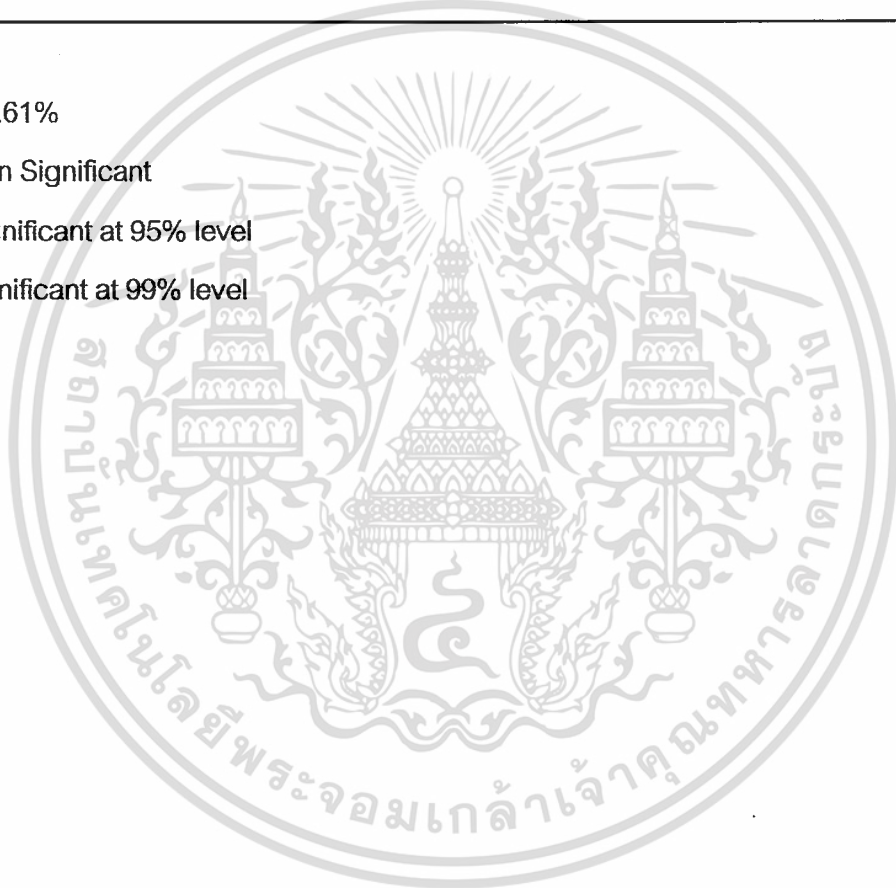 .61%
n Significant
nificant at 95% level
nificant at 99% level
สถาบันเทคโนโลยีพระจอมเกล้าเจ้าคุณทหารลาดกระบัง